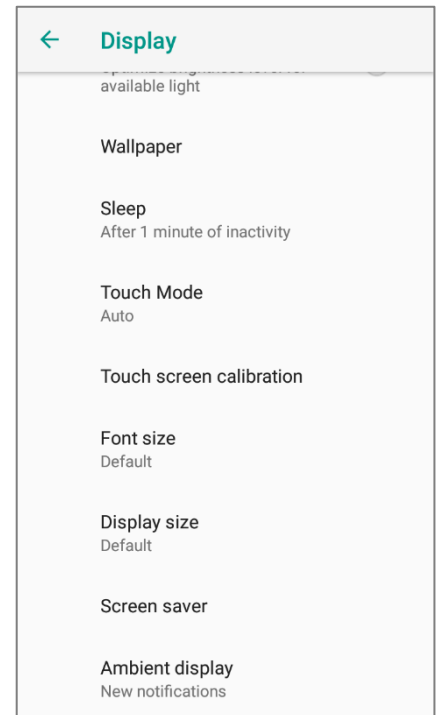 Display
available light
Wallpaper
Sleep
After 1 minute of inactivity
Touch Mode
Auto
Touch screen calibration
Font size
Default
Display size
Default
Screen saver
Ambient display
New notifications